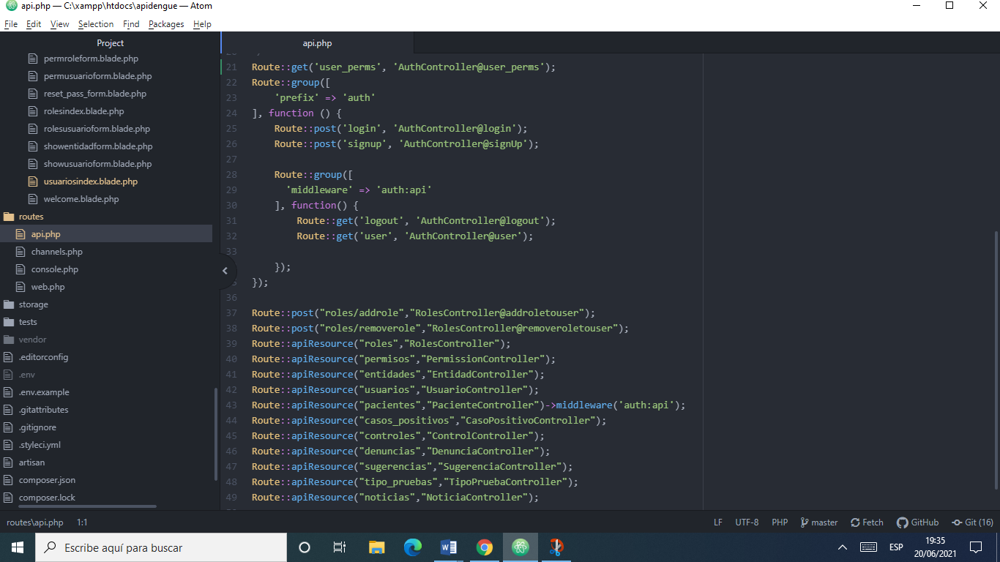 api.php — C:\xampp\htdocs\apidengue — Atom
File Edit View Selection Find Packages Help
Project
permroleform.blade.php
permusuarioform.blade.php
reset_pass_form.blade.php
rolesindex.blade.php
rolesusuarioform.blade.php
showentidadform.blade.php
showusuarioform.blade.php
usuariosindex.blade.php
welcome.blade.php
routes
api.php
channels.php
console.php
web.php
storage
tests
vendor
.editorconfig
.env
.env.example
.gitattributes
.gitignore
.styleci.yml
artisan
composer.json
composer.lock
api.php
21 Route::get('user_perms', 'AuthController@user_perms');
22 Route::group([
23     'prefix' => 'auth'
24 ], function () {
25     Route::post('login', 'AuthController@login');
26     Route::post('signup', 'AuthController@signUp');
27
28     Route::group([
29       'middleware' => 'auth:api'
30     ], function() {
31         Route::get('logout', 'AuthController@logout');
32         Route::get('user', 'AuthController@user');
33
    });
});
36
37 Route::post("roles/addrole","RolesController@addroletouser");
38 Route::post("roles/removerole","RolesController@removeroletouser");
39 Route::apiResource("roles","RolesController");
40 Route::apiResource("permisos","PermissionController");
41 Route::apiResource("entidades","EntidadController");
42 Route::apiResource("usuarios","UsuarioController");
43 Route::apiResource("pacientes","PacienteController")->middleware('auth:api');
44 Route::apiResource("casos_positivos","CasoPositivoController");
45 Route::apiResource("controles","ControlController");
46 Route::apiResource("denuncias","DenunciaController");
47 Route::apiResource("sugerencias","SugerenciaController");
48 Route::apiResource("tipo_pruebas","TipoPruebaController");
49 Route::apiResource("noticias","NoticiaController");
routes\api.php 1:1 LF UTF-8 PHP master Fetch GitHub Git (16)
Escribe aquí para buscar
ESP
19:35
20/06/2021